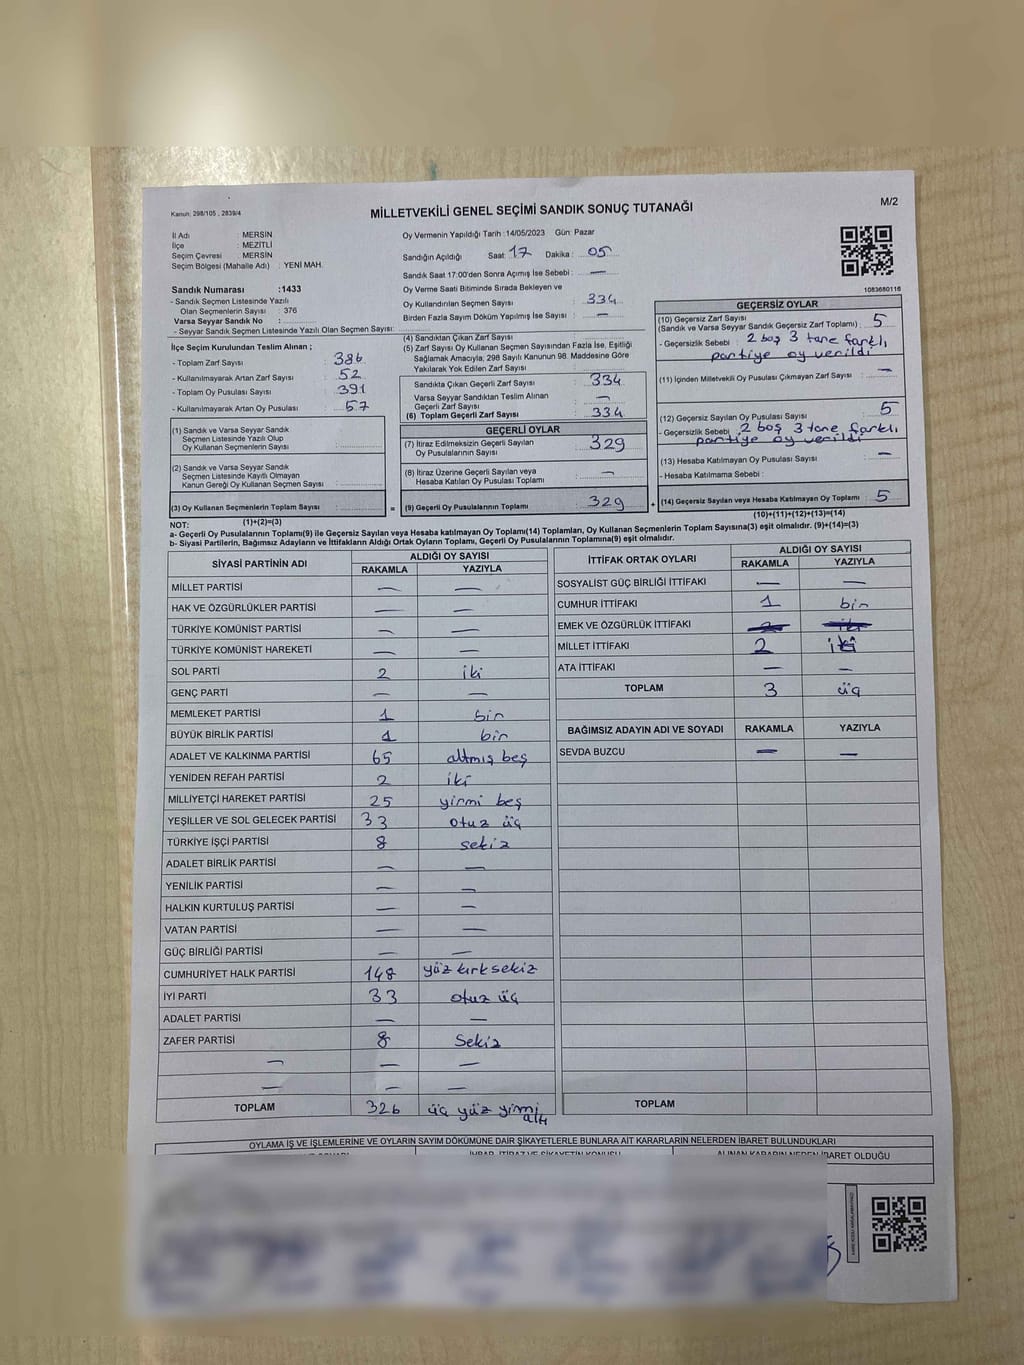 Kanun: 298/105 , 2839/4
MİLLETVEKİLİ GENEL SEÇİMİ SANDIK SONUÇ TUTANAĞI
M/2
İl Adı : MERSİN
İlçe : MEZİTLİ
Seçim Çevresi : MERSİN
Seçim Bölgesi (Mahalle Adı) : YENİ MAH.
Sandık Numarası :1433
- Sandık Seçmen Listesinde Yazılı
Olan Seçmenlerin Sayısı : 376
Varsa Seyyar Sandık No :
- Seyyar Sandık Seçmen Listesinde Yazılı Olan Seçmen Sayısı:
Oy Vermenin Yapıldığı Tarih :14/05/2023 Gün: Pazar
Sandığın Açıldığı Saat : 17 Dakika : 05
Sandık Saat 17:00'den Sonra Açımış İse Sebebi : —
Oy Verme Saati Bitiminde Sırada Bekleyen ve
Oy Kullandırılan Seçmen Sayısı : 334
Birden Fazla Sayım Döküm Yapılmış İse Sayısı : —
1083680116
İlçe Seçim Kurulundan Teslim Alınan ;
- Toplam Zarf Sayısı : 386
- Kullanılmayarak Artan Zarf Sayısı : 52
- Toplam Oy Pusulası Sayısı : 391
- Kullanılmayarak Artan Oy Pusulası : 57
(4) Sandıktan Çıkan Zarf Sayısı :
(5) Zarf Sayısı Oy Kullanan Seçmen Sayısından Fazla İse, Eşitliği
Sağlamak Amacıyla; 298 Sayılı Kanunun 98. Maddesine Göre
Yakılarak Yok Edilen Zarf Sayısı :
Sandıkta Çıkan Geçerli Zarf Sayısı : 334
Varsa Seyyar Sandıktan Teslim Alınan
Geçerli Zarf Sayısı : —
(6) Toplam Geçerli Zarf Sayısı : 334
GEÇERSİZ OYLAR
(10) Geçersiz Zarf Sayısı
(Sandık ve Varsa Seyyar Sandık Geçersiz Zarf Toplamı) : 5
- Geçersizlik Sebebi : 2 boş 3 tane farklı,
partiye oy verildi
(11) İçinden Milletvekili Oy Pusulası Çıkmayan Zarf Sayısı : —
(12) Geçersiz Sayılan Oy Pusulası Sayısı : 5
- Geçersizlik Sebebi : 2 boş 3 tane farklı
partiye oy verildi
(13) Hesaba Katılmayan Oy Pusulası Sayısı : —
- Hesaba Katılmama Sebebi :
(14) Geçersiz Sayılan veya Hesaba Katılmayan Oy Toplamı : 5
(10)+(11)+(12)+(13)=(14)
(1) Sandık ve Varsa Seyyar Sandık
Seçmen Listesinde Yazılı Olup
Oy Kullanan Seçmenlerin Sayısı :
(2) Sandık ve Varsa Seyyar Sandık
Seçmen Listesinde Kayıtlı Olmayan
Kanun Gereği Oy Kullanan Seçmen Sayısı :
(3) Oy Kullanan Seçmenlerin Toplam Sayısı : =
(1)+(2)=(3)
GEÇERLİ OYLAR
(7) İtiraz Edilmeksizin Geçerli Sayılan
Oy Pusulalarının Sayısı : 329
(8) İtiraz Üzerine Geçerli Sayılan veya
Hesaba Katılan Oy Pusulası Toplamı : —
(9) Geçerli Oy Pusulalarının Toplamı : 329 +
NOT:
a- Geçerli Oy Pusulalarının Toplamı(9) ile Geçersiz Sayılan veya Hesaba katılmayan Oy Toplamı(14) Toplamları, Oy Kullanan Seçmenlerin Toplam Sayısına(3) eşit olmalıdır. (9)+(14)=(3)
b- Siyasi Partilerin, Bağımsız Adayların ve İttifakların Aldığı Ortak Oyların Toplamı, Geçerli Oy Pusulalarının Toplamına(9) eşit olmalıdır.
SİYASİ PARTİNİN ADI ALDIĞI OY SAYISI
RAKAMLA YAZIYLA
MİLLET PARTİSİ — —
HAK VE ÖZGÜRLÜKLER PARTİSİ — —
TÜRKİYE KOMÜNİST PARTİSİ — —
TÜRKİYE KOMÜNİST HAREKETİ — —
SOL PARTİ 2 iki
GENÇ PARTİ — —
MEMLEKET PARTİSİ 1 bir
BÜYÜK BİRLİK PARTİSİ 1 bir
ADALET VE KALKINMA PARTİSİ 65 altmış beş
YENİDEN REFAH PARTİSİ 2 iki
MİLLİYETÇİ HAREKET PARTİSİ 25 yirmi beş
YEŞİLLER VE SOL GELECEK PARTİSİ 33 otuz üç
TÜRKİYE İŞÇİ PARTİSİ 8 sekiz
ADALET BİRLİK PARTİSİ — —
YENİLİK PARTİSİ — —
HALKIN KURTULUŞ PARTİSİ — —
VATAN PARTİSİ — —
GÜÇ BİRLİĞİ PARTİSİ — —
CUMHURİYET HALK PARTİSİ 148 yüz kırk sekiz
İYİ PARTİ 33 otuz üç
ADALET PARTİSİ — —
ZAFER PARTİSİ 8 Sekiz
— — —
— — —
TOPLAM 326 üç yüz yirmi
altı
İTTİFAK ORTAK OYLARI ALDIĞI OY SAYISI
RAKAMLA YAZIYLA
SOSYALİST GÜÇ BİRLİĞİ İTTİFAKI — —
CUMHUR İTTİFAKI 1 bir
EMEK VE ÖZGÜRLÜK İTTİFAKI
MİLLET İTTİFAKI 2 iki
ATA İTTİFAKI — —
TOPLAM 3 üç
BAĞIMSIZ ADAYIN ADI VE SOYADI RAKAMLA YAZIYLA
SEVDA BUZCU — —
TOPLAM
OYLAMA İŞ VE İŞLEMLERİNE VE OYLARIN SAYIM DÖKÜMÜNE DAİR ŞİKAYETLERLE BUNLARA AİT KARARLARIN NELERDEN İBARET BULUNDUKLARI
İHBAR, İTİRAZ VE ŞİKAYETİN KONUSU ALINAN KARARIN NEDEN İBARET OLDUĞU